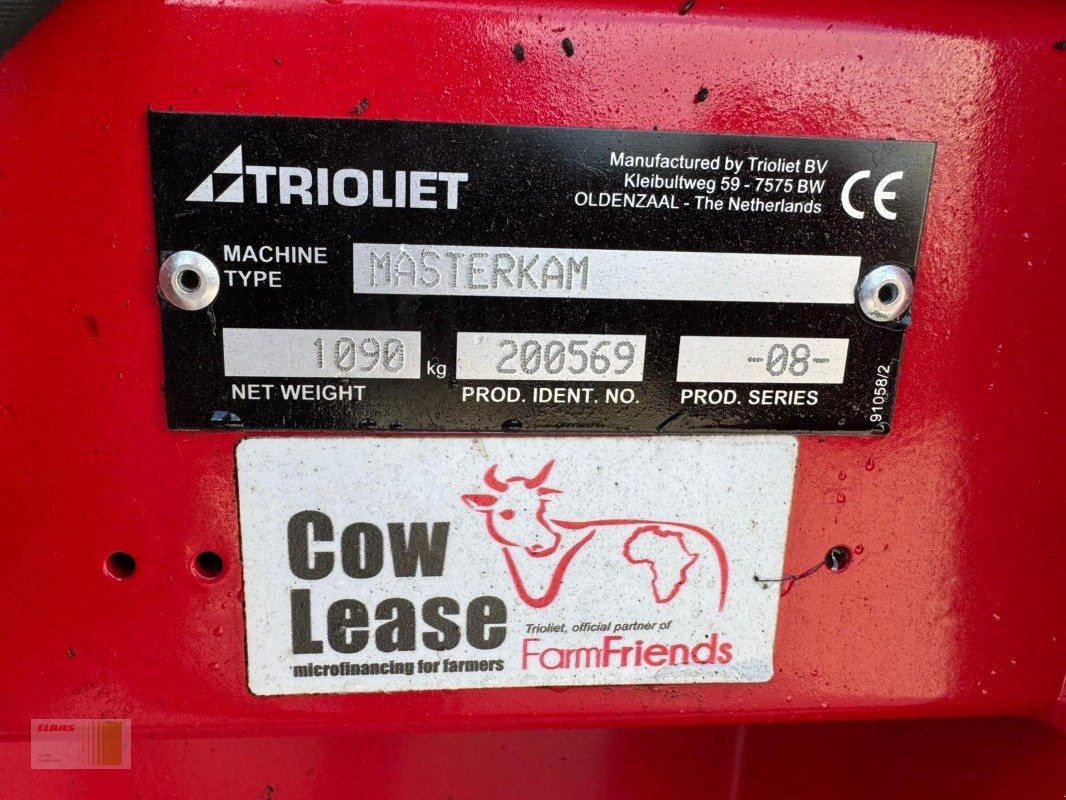 TRIOLIET
Manufactured by Trioliet BV
Kleibultweg 59 - 7575 BW
OLDENZAAL - The Netherlands
CE
MACHINE TYPE
MASTERKAM
1090 kg
NET WEIGHT
200569
PROD. IDENT. NO.
-08-
PROD. SERIES
91058/2
Cow
Lease
microfinancing for farmers
Trioliet, official partner of
FarmFriends
CLAAS